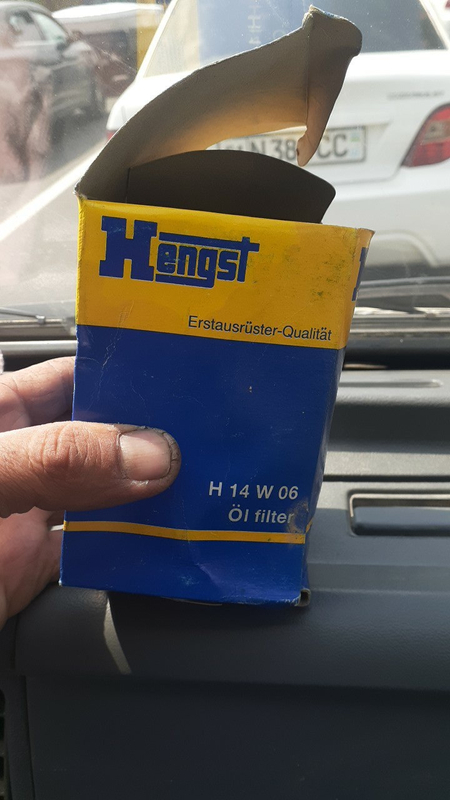 Hengst
Erstausrüster-Qualität
H 14 W 06
Öl filter